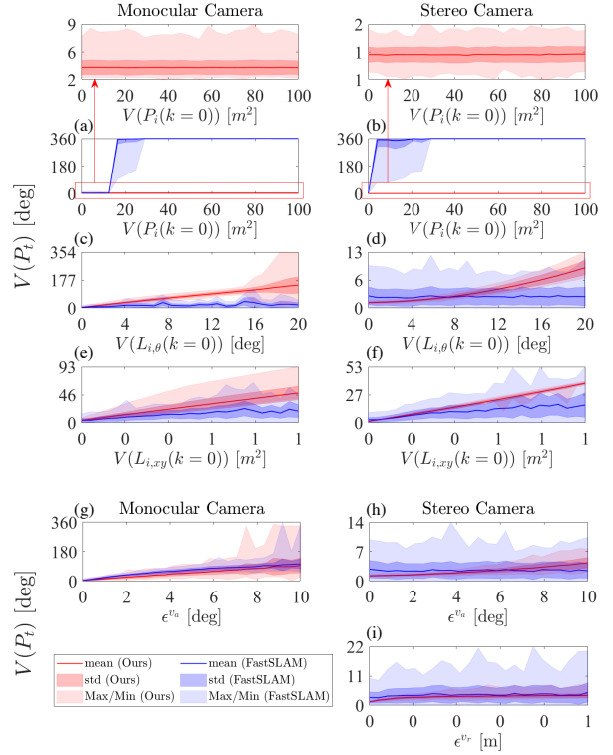 Monocular Camera
Stereo Camera
9
6
2
0 20 40 60 80 100
V(P_i(k=0)) [m²]
2
1
1
0 20 40 60 80 100
V(P_i(k=0)) [m²]
(a)
360
180
0
0 20 40 60 80 100
V(P_i(k=0)) [m²]
(b)
360
180
0
0 20 40 60 80 100
V(P_i(k=0)) [m²]
V(P_t) [deg]
(c)
354
177
0
0 4 8 12 16 20
V(L_{i,θ}(k=0)) [deg]
(d)
13
6
0
0 4 8 12 16 20
V(L_{i,θ}(k=0)) [deg]
(e)
93
46
0
0 0 0 1 1 1
V(L_{i,xy}(k=0)) [m²]
(f)
53
27
0
0 0 0 1 1 1
V(L_{i,xy}(k=0)) [m²]
(g)
Monocular Camera
(h)
Stereo Camera
360
180
0
0 2 4 6 8 10
ϵ^{v_a} [deg]
14
7
0
0 2 4 6 8 10
ϵ^{v_a} [deg]
V(P_t) [deg]
mean (Ours) mean (FastSLAM)
std (Ours) std (FastSLAM)
Max/Min (Ours) Max/Min (FastSLAM)
(i)
22
11
0
0 0 0 0 0 1
ϵ^{v_r} [m]